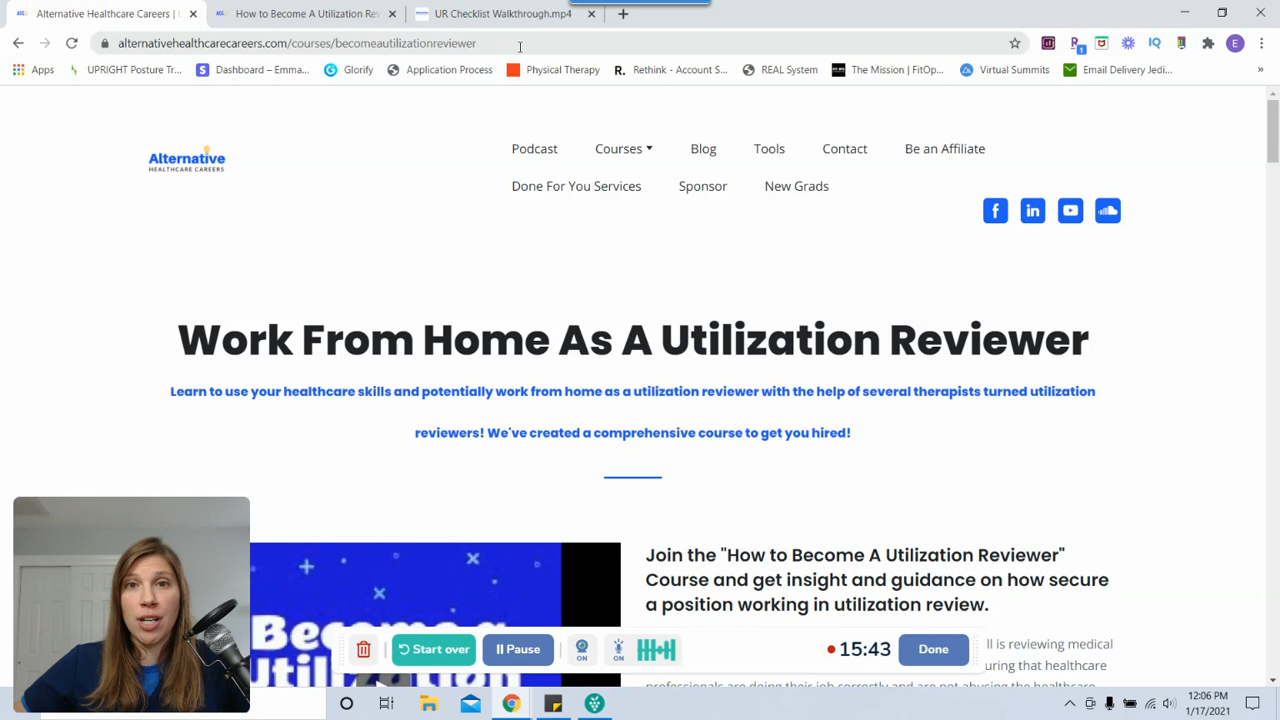 Alternative Healthcare Careers |
How to Become A Utilization Re
UR Checklist Walkthrough.mp4
alternativehealthcarecareers.com/courses/becomeautilizationreviewer
Apps
UPRIGHT Posture Tr...
Dashboard – Emma...
Glorify
Application Process
Physical Therapy
R. Rethink - Account S...
REAL System
The Mission | FitOp...
Virtual Summits
Email Delivery Jedi...
»
Alternative
HEALTHCARE CAREERS
Podcast
Courses
Blog
Tools
Contact
Be an Affiliate
Done For You Services
Sponsor
New Grads
Work From Home As A Utilization Reviewer
Learn to use your healthcare skills and potentially work from home as a utilization reviewer with the help of several therapists turned utilization
reviewers! We've created a comprehensive course to get you hired!
Join the "How to Become A Utilization Reviewer"
Course and get insight and guidance on how secure
a position working in utilization review.
Become a
ll is reviewing medical
uring that healthcare
professionals are doing their job correctly and are not abusing the healthcare
Start over
Pause
ON
ON
15:43
Done
12:06 PM
1/17/2021